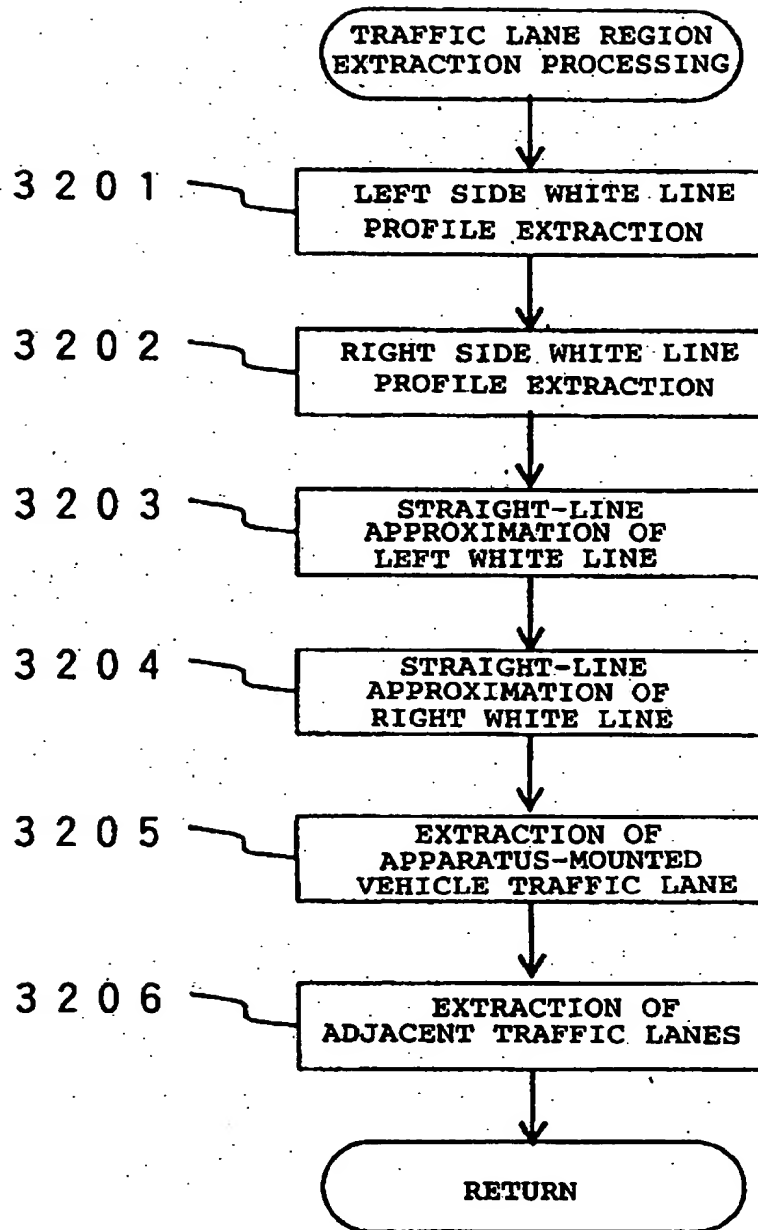 TRAFFIC LANE REGION
EXTRACTION PROCESSING
3201
LEFT SIDE WHITE LINE
PROFILE EXTRACTION
3202
RIGHT SIDE WHITE LINE
PROFILE EXTRACTION
3203
STRAIGHT-LINE
APPROXIMATION OF
LEFT WHITE LINE
3204
STRAIGHT-LINE
APPROXIMATION OF
RIGHT WHITE LINE
3205
EXTRACTION OF
APPARATUS-MOUNTED
VEHICLE TRAFFIC LANE
3206
EXTRACTION OF
ADJACENT TRAFFIC LANES
RETURN